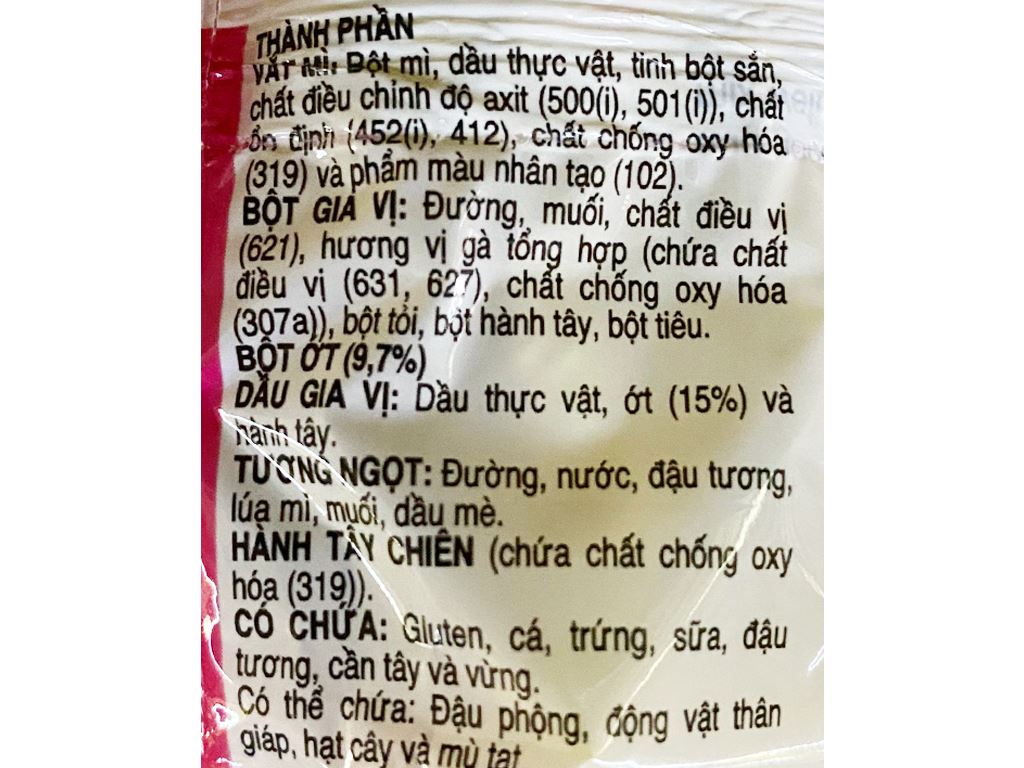 THÀNH PHẦN
VẮT MÌ: Bột mì, dầu thực vật, tinh bột sắn,
chất điều chỉnh độ axit (500(i), 501(i)), chất
ổn định (452(i), 412), chất chống oxy hóa
(319) và phẩm màu nhân tạo (102).
BỘT GIA VỊ: Đường, muối, chất điều vị
(621), hương vị gà tổng hợp (chứa chất
điều vị (631, 627), chất chống oxy hóa
(307a)), bột tỏi, bột hành tây, bột tiêu.
BỘT ỚT (9,7%)
DẦU GIA VỊ: Dầu thực vật, ớt (15%) và
hành tây.
TƯƠNG NGỌT: Đường, nước, đậu tương,
lúa mì, muối, dầu mè.
HÀNH TÂY CHIÊN (chứa chất chống oxy
hóa (319)).
CÓ CHỨA: Gluten, cá, trứng, sữa, đậu
tương, cần tây và vừng.
Có thể chứa: Đậu phộng, động vật thân
giáp, hạt cây và mù tạt